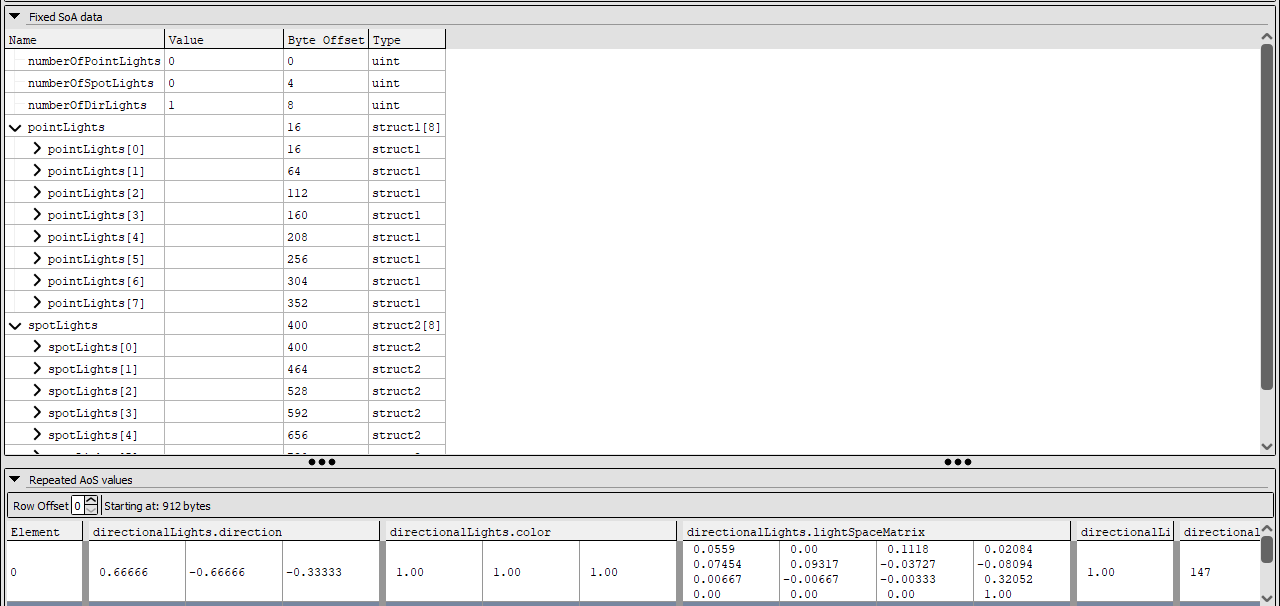 Fixed SoA data
Name Value Byte Offset Type
numberOfPointLights 0 0 uint
numberOfSpotLights 0 4 uint
numberOfDirLights 1 8 uint
pointLights 16 struct1[8]
pointLights[0] 16 struct1
pointLights[1] 64 struct1
pointLights[2] 112 struct1
pointLights[3] 160 struct1
pointLights[4] 208 struct1
pointLights[5] 256 struct1
pointLights[6] 304 struct1
pointLights[7] 352 struct1
spotLights 400 struct2[8]
spotLights[0] 400 struct2
spotLights[1] 464 struct2
spotLights[2] 528 struct2
spotLights[3] 592 struct2
spotLights[4] 656 struct2
Repeated AoS values
Row Offset 0 Starting at: 912 bytes
Element directionalLights.direction directionalLights.color directionalLights.lightSpaceMatrix directionalLi directional
0.0559 0.00 0.1118 0.02084
0.07454 0.09317 -0.03727 -0.08094
0 0.66666 -0.66666 -0.33333 1.00 1.00 1.00 1.00 147
0.00667 -0.00667 -0.00333 0.32052
0.00 0.00 0.00 1.00